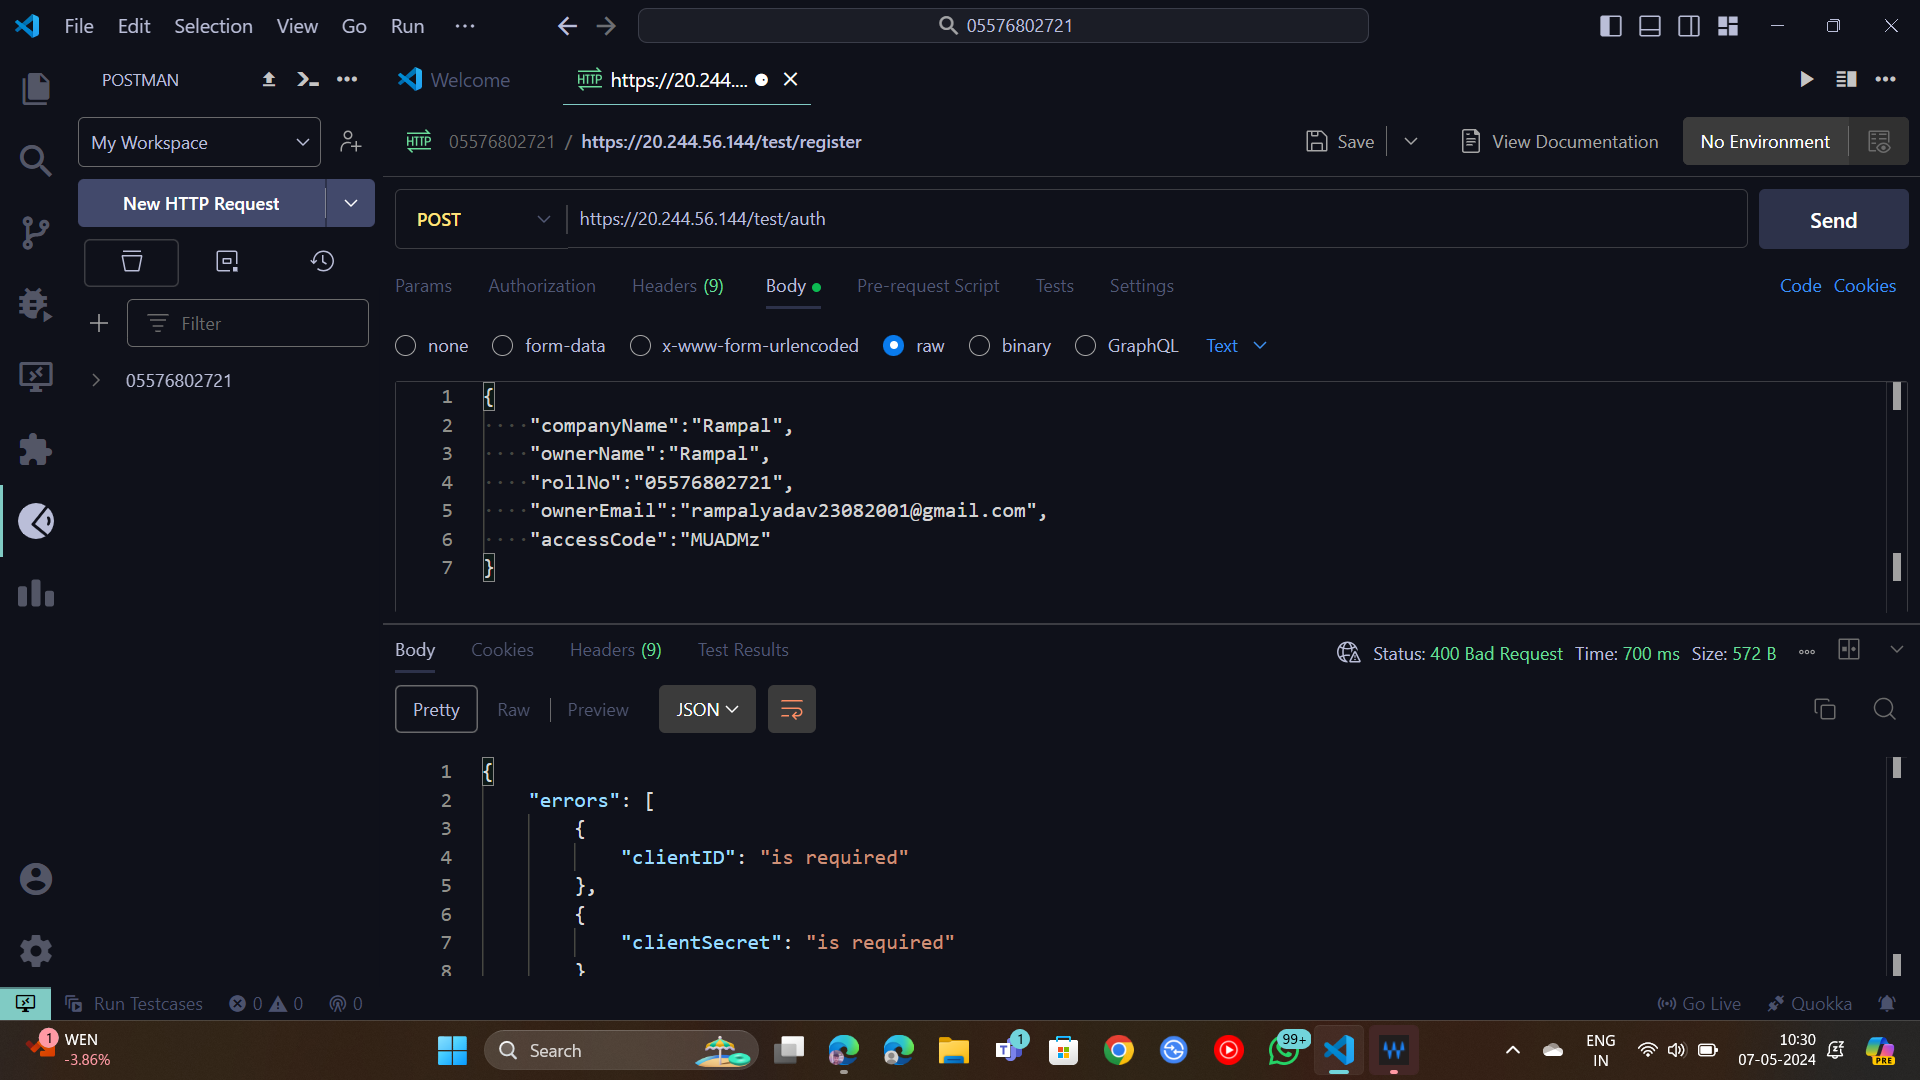 File Edit Selection View Go Run ··· 05576802721
POSTMAN
Welcome
HTTP https://20.244....
My Workspace
HTTP 05576802721 / https://20.244.56.144/test/register
Save
View Documentation
No Environment
New HTTP Request
POST
https://20.244.56.144/test/auth
Send
Params Authorization Headers (9) Body Pre-request Script Tests Settings Code Cookies
Filter
none form-data x-www-form-urlencoded raw binary GraphQL Text
05576802721
1 {
2 ····"companyName":"Rampal",
3 ····"ownerName":"Rampal",
4 ····"rollNo":"05576802721",
5 ····"ownerEmail":"rampalyadav23082001@gmail.com",
6 ····"accessCode":"MUADMz"
7 }
Body Cookies Headers (9) Test Results Status: 400 Bad Request Time: 700 ms Size: 572 B
Pretty Raw Preview JSON
1 {
2 "errors": [
3 {
4 "clientID": "is required"
5 },
6 {
7 "clientSecret": "is required"
8 }
Run Testcases 0 0 0 Go Live Quokka
1 WEN
-3.86%
Search
1
99+
ENG
IN
10:30
07-05-2024
PRE